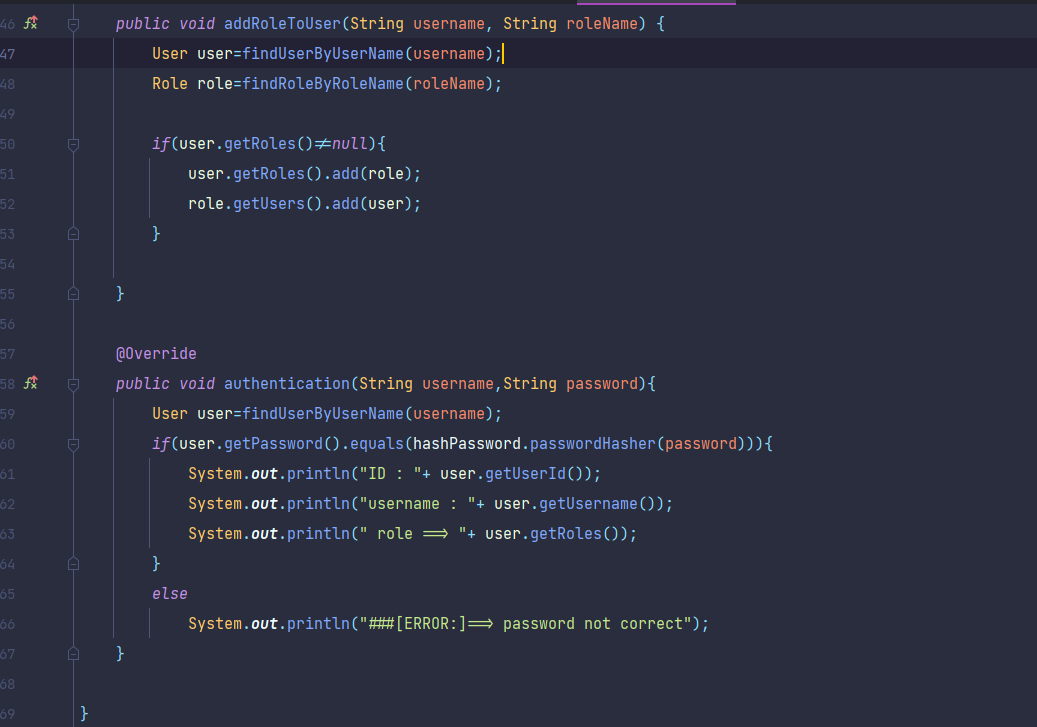 46 public void addRoleToUser(String username, String roleName) {
47 User user=findUserByUserName(username);
48 Role role=findRoleByRoleName(roleName);
49
50 if(user.getRoles()!=null){
51 user.getRoles().add(role);
52 role.getUsers().add(user);
53 }
54
55 }
56
57 @Override
58 public void authentication(String username,String password){
59 User user=findUserByUserName(username);
60 if(user.getPassword().equals(hashPassword.passwordHasher(password))){
61 System.out.println("ID : "+ user.getUserId());
62 System.out.println("username : "+ user.getUsername());
63 System.out.println(" role ==> "+ user.getRoles());
64 }
65 else
66 System.out.println("###[ERROR:]==> password not correct");
67 }
68
69 }